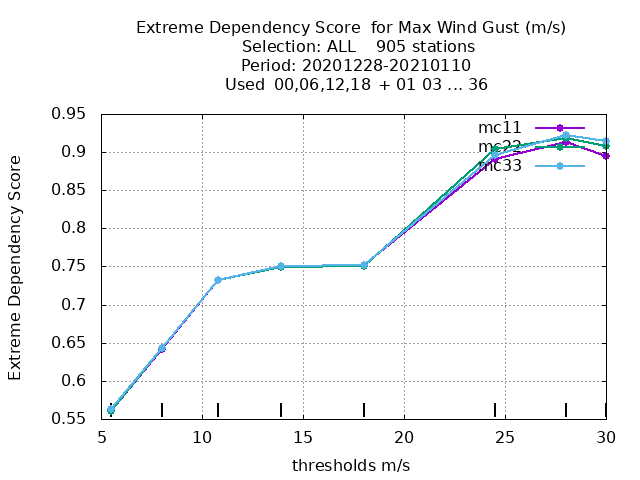 Extreme Dependency Score for Max Wind Gust (m/s)
Selection: ALL 905 stations
Period: 20201228-20210110
Used 00,06,12,18 + 01 03 ... 36
0.95
0.9
0.85
0.8
0.75
0.7
0.65
0.6
0.55
Extreme Dependency Score
mc11
mc22
mc33
5 10 15 20 25 30
thresholds m/s